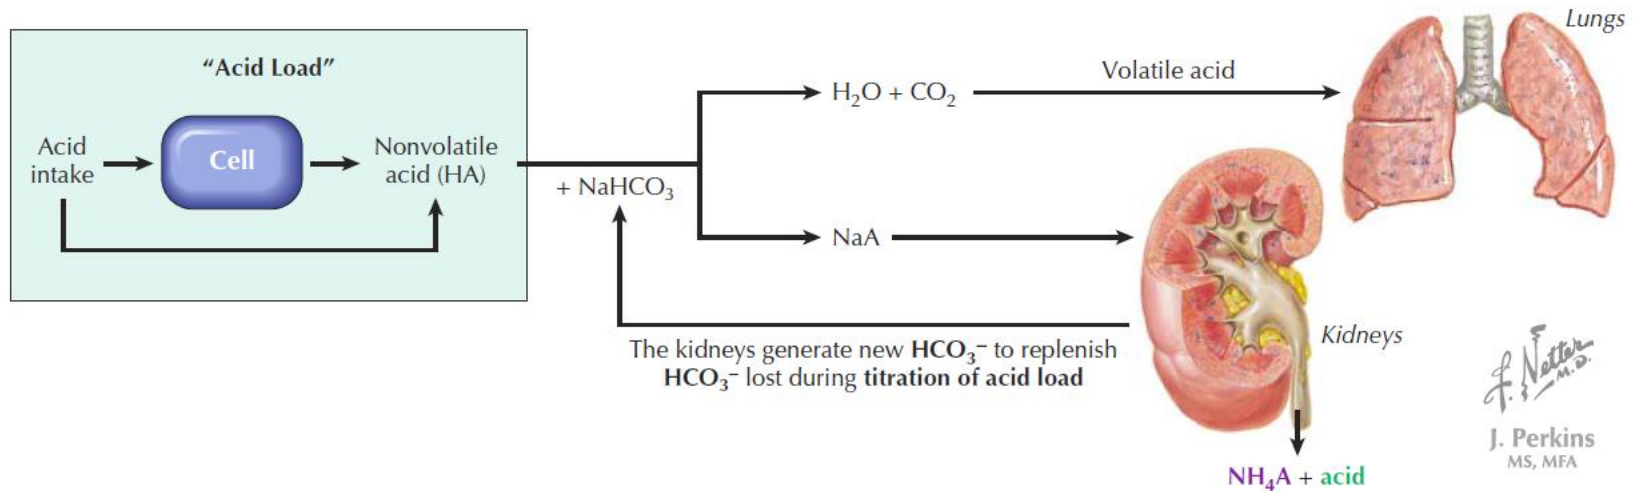 Lungs
"Acid Load"
Volatile acid
H₂O + CO₂
Acid
intake
Cell
Nonvolatile
acid (HA)
+ NaHCO₃
NaA
Kidneys
The kidneys generate new HCO₃⁻ to replenish
HCO₃⁻ lost during titration of acid load
F. Netter
M.D.
J. Perkins
MS, MFA
NH₄A + acid